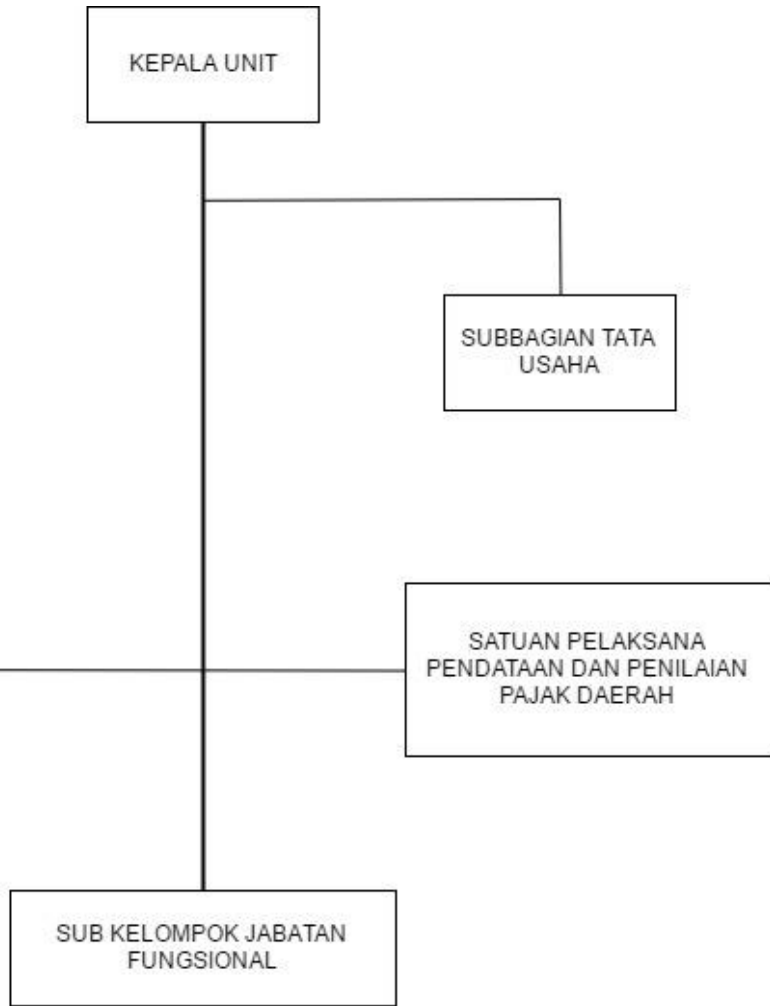 KEPALA UNIT
SUBBAGIAN TATA
USAHA
SATUAN PELAKSANA
PENDATAAN DAN PENILAIAN
PAJAK DAERAH
SUB KELOMPOK JABATAN
FUNGSIONAL